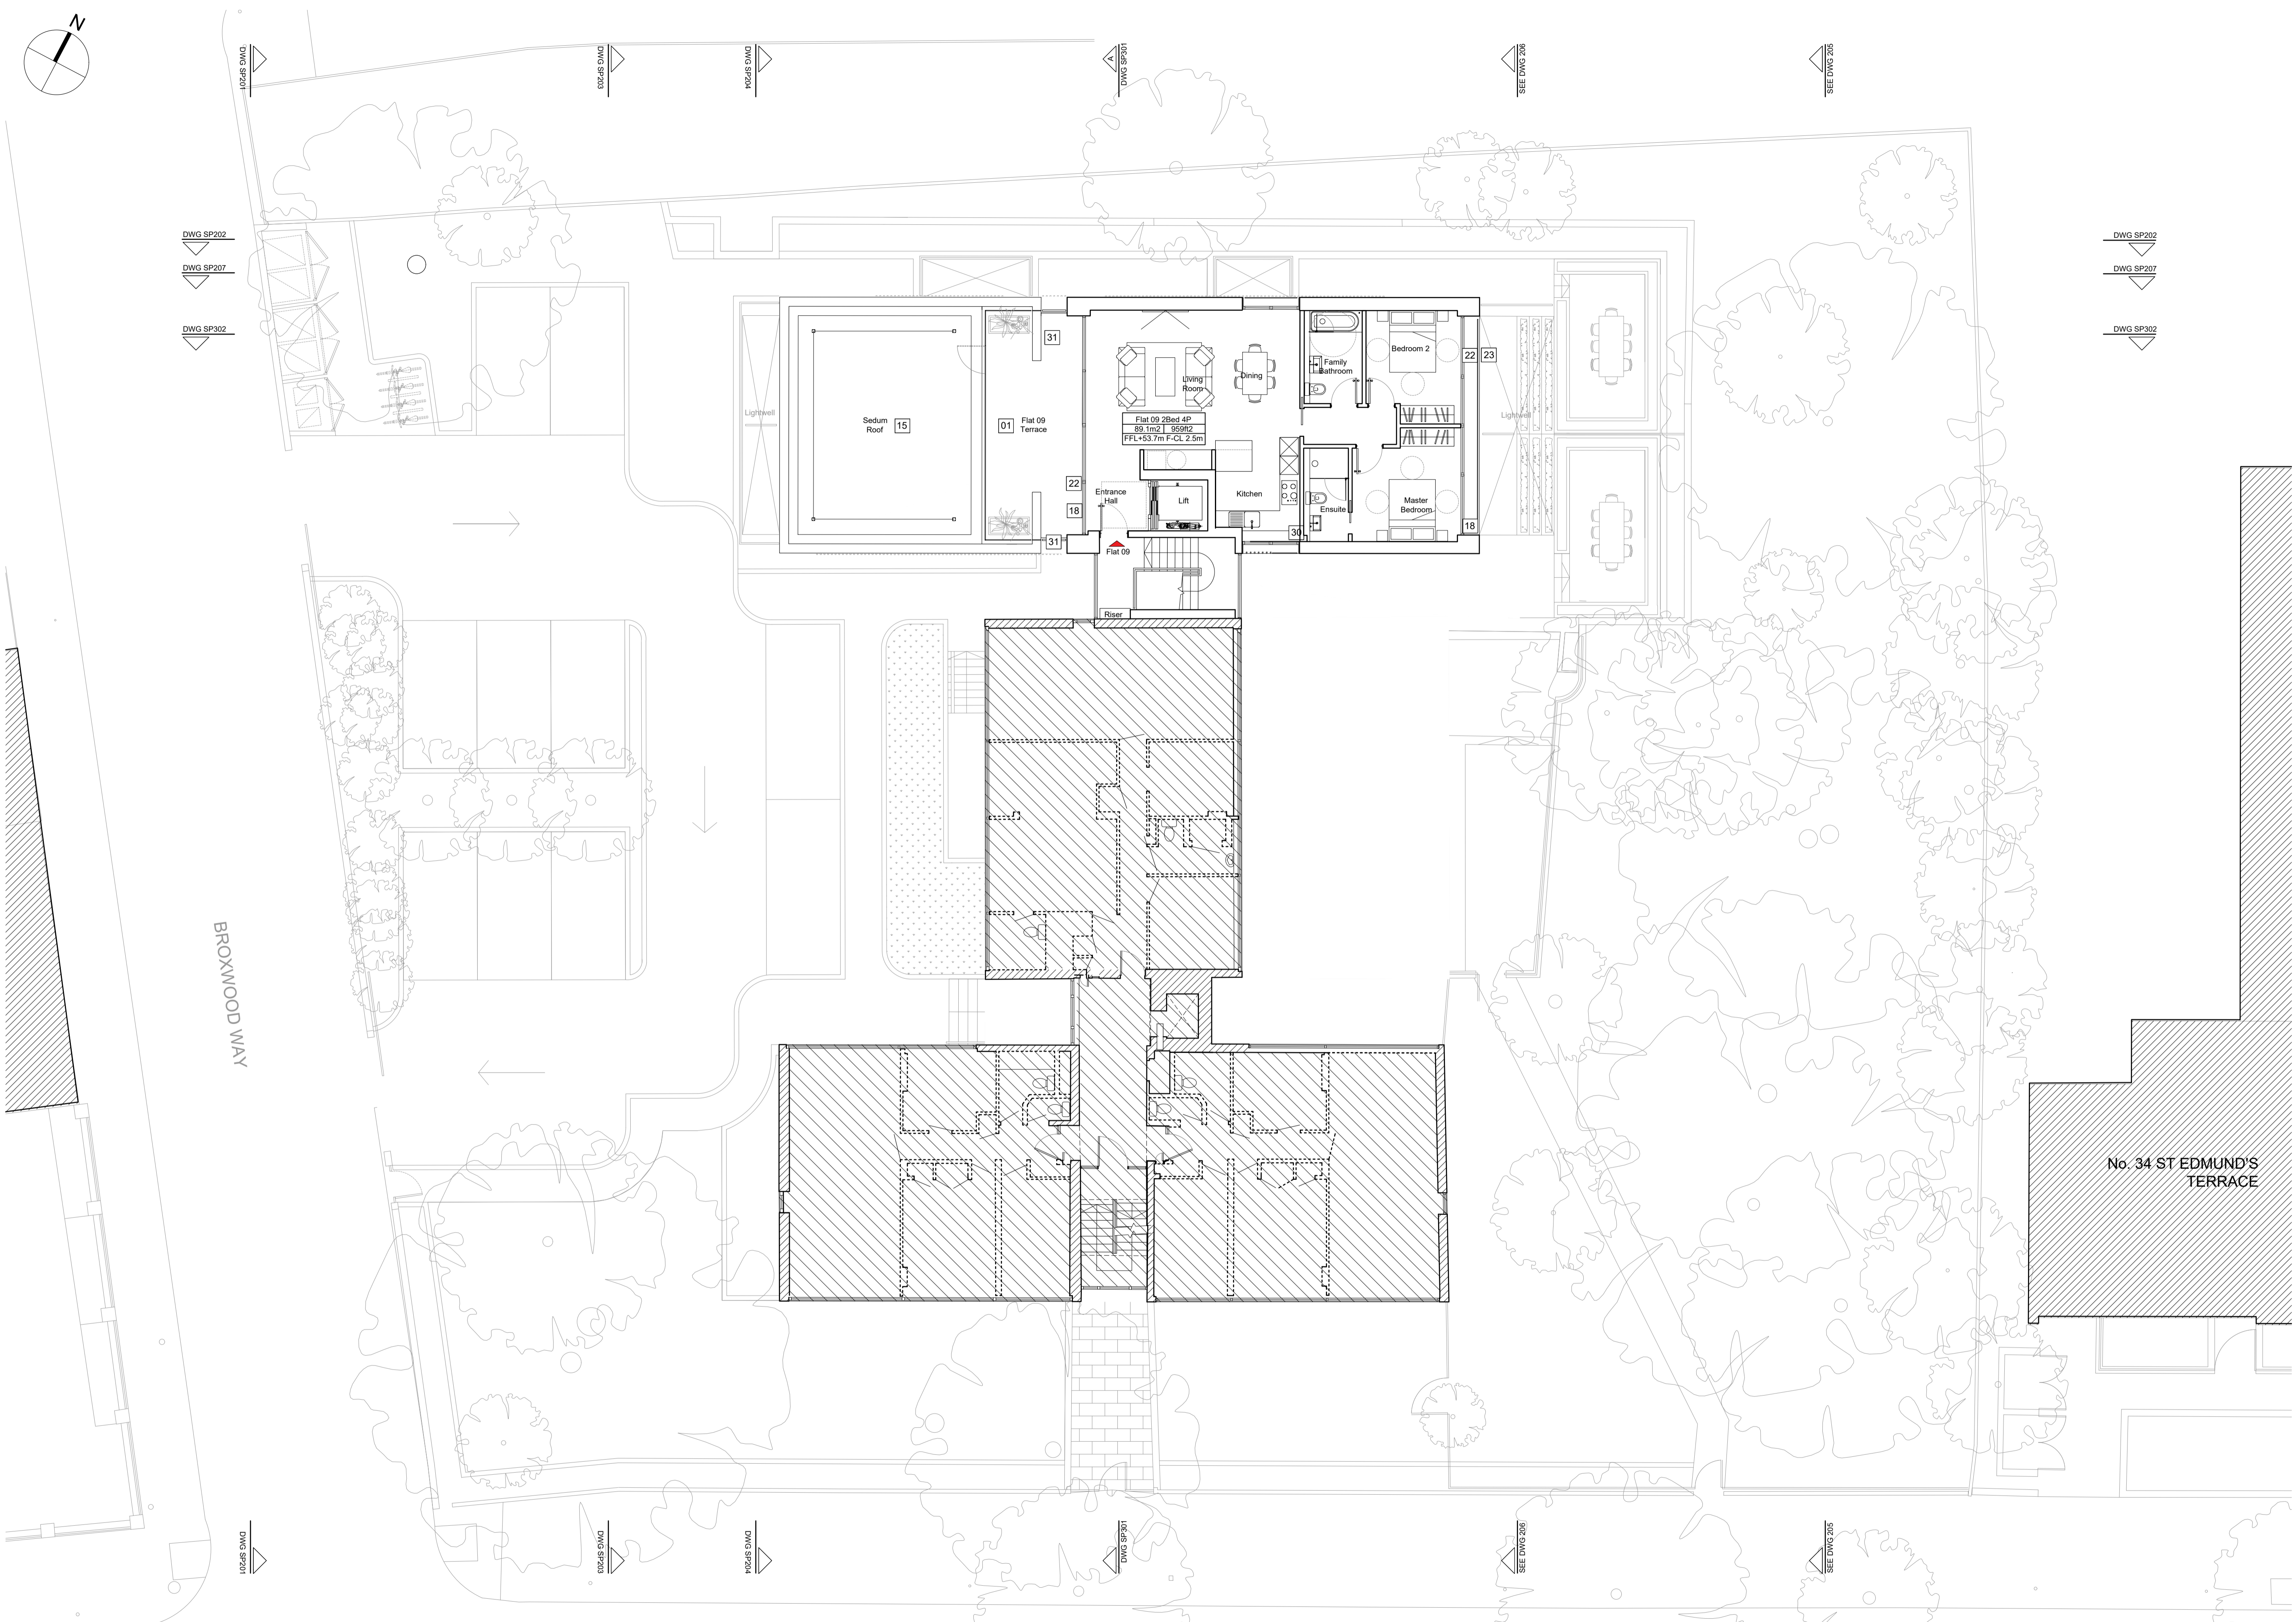 N
DWG SP201
DWG SP203
DWG SP204
A
DWG SP301
SEE DWG 206
SEE DWG 205
DWG SP202
DWG SP207
DWG SP302
DWG SP202
DWG SP207
DWG SP302
Lightwell
Sedum
Roof
15
01
Flat 09
Terrace
31
22
18
31
Living
Room
Dining
Flat 09 2Bed 4P
89.1m2
959ft2
FFL+53.7m F-CL 2.5m
Entrance
Hall
Lift
Kitchen
Family
Bathroom
Bedroom 2
Ensuite
Master
Bedroom
30
22
23
18
Lightwell
Flat 09
Riser
BROXWOOD WAY
No. 34 ST EDMUND'S
TERRACE
DWG SP201
DWG SP203
DWG SP204
DWG SP301
SEE DWG 206
SEE DWG 205